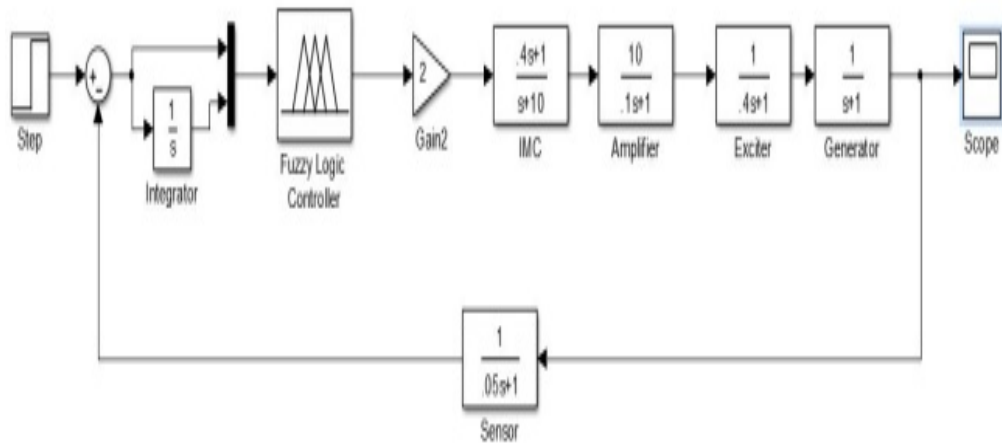 Step
+
-
1
s
Integrator
Fuzzy Logic
Controller
2
Gain2
.4s+1
s+10
IMC
10
.1s+1
Amplifier
1
.4s+1
Exciter
1
s+1
Generator
Scope
1
.05s+1
Sensor